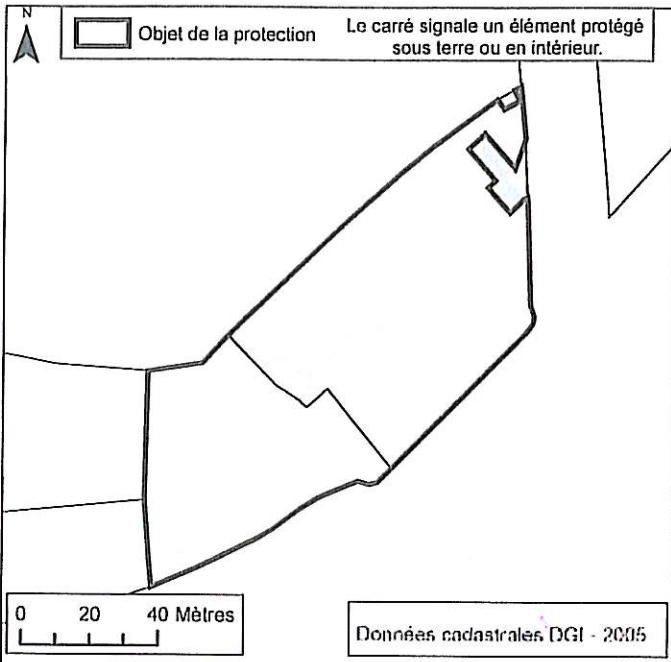 N
Objet de la protection
Le carré signale un élément protégé
sous terre ou en intérieur.
0 20 40 Mètres
Données cadastrales DGI - 2005